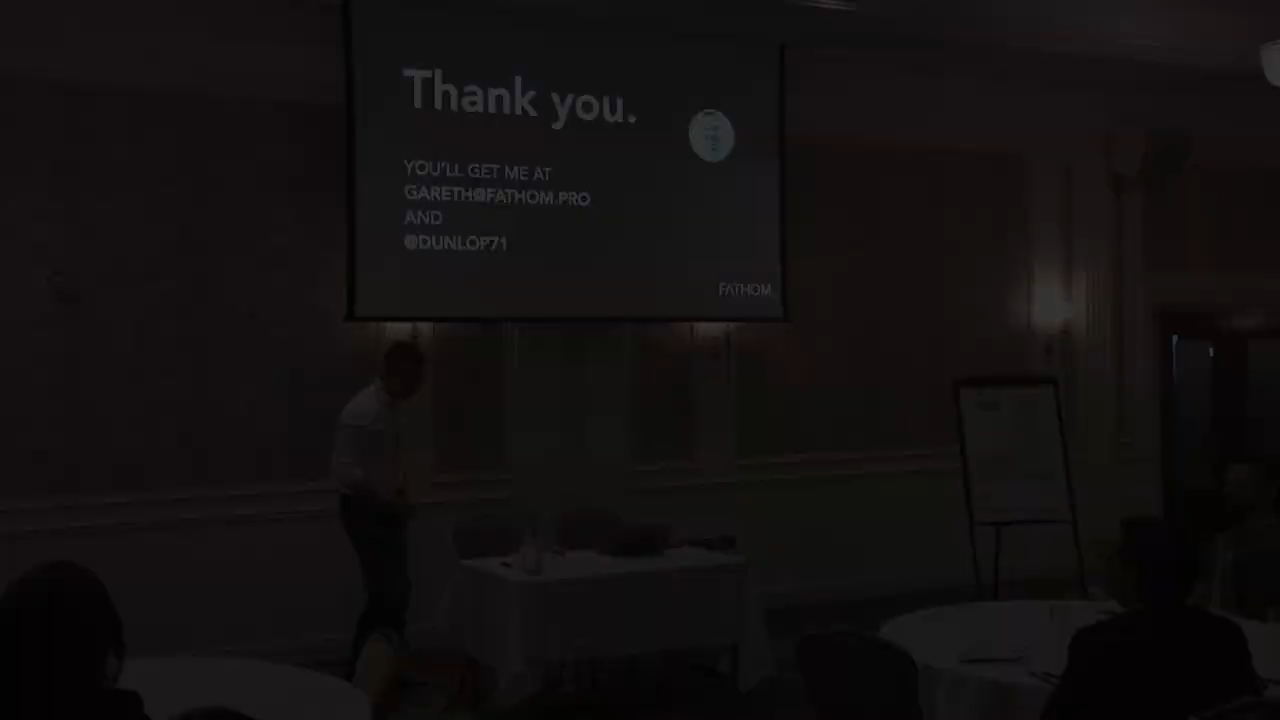 Thank you.
YOU'LL GET ME AT
GARETH@FATHOM.PRO
AND
@DUNLOP71
FATHOM